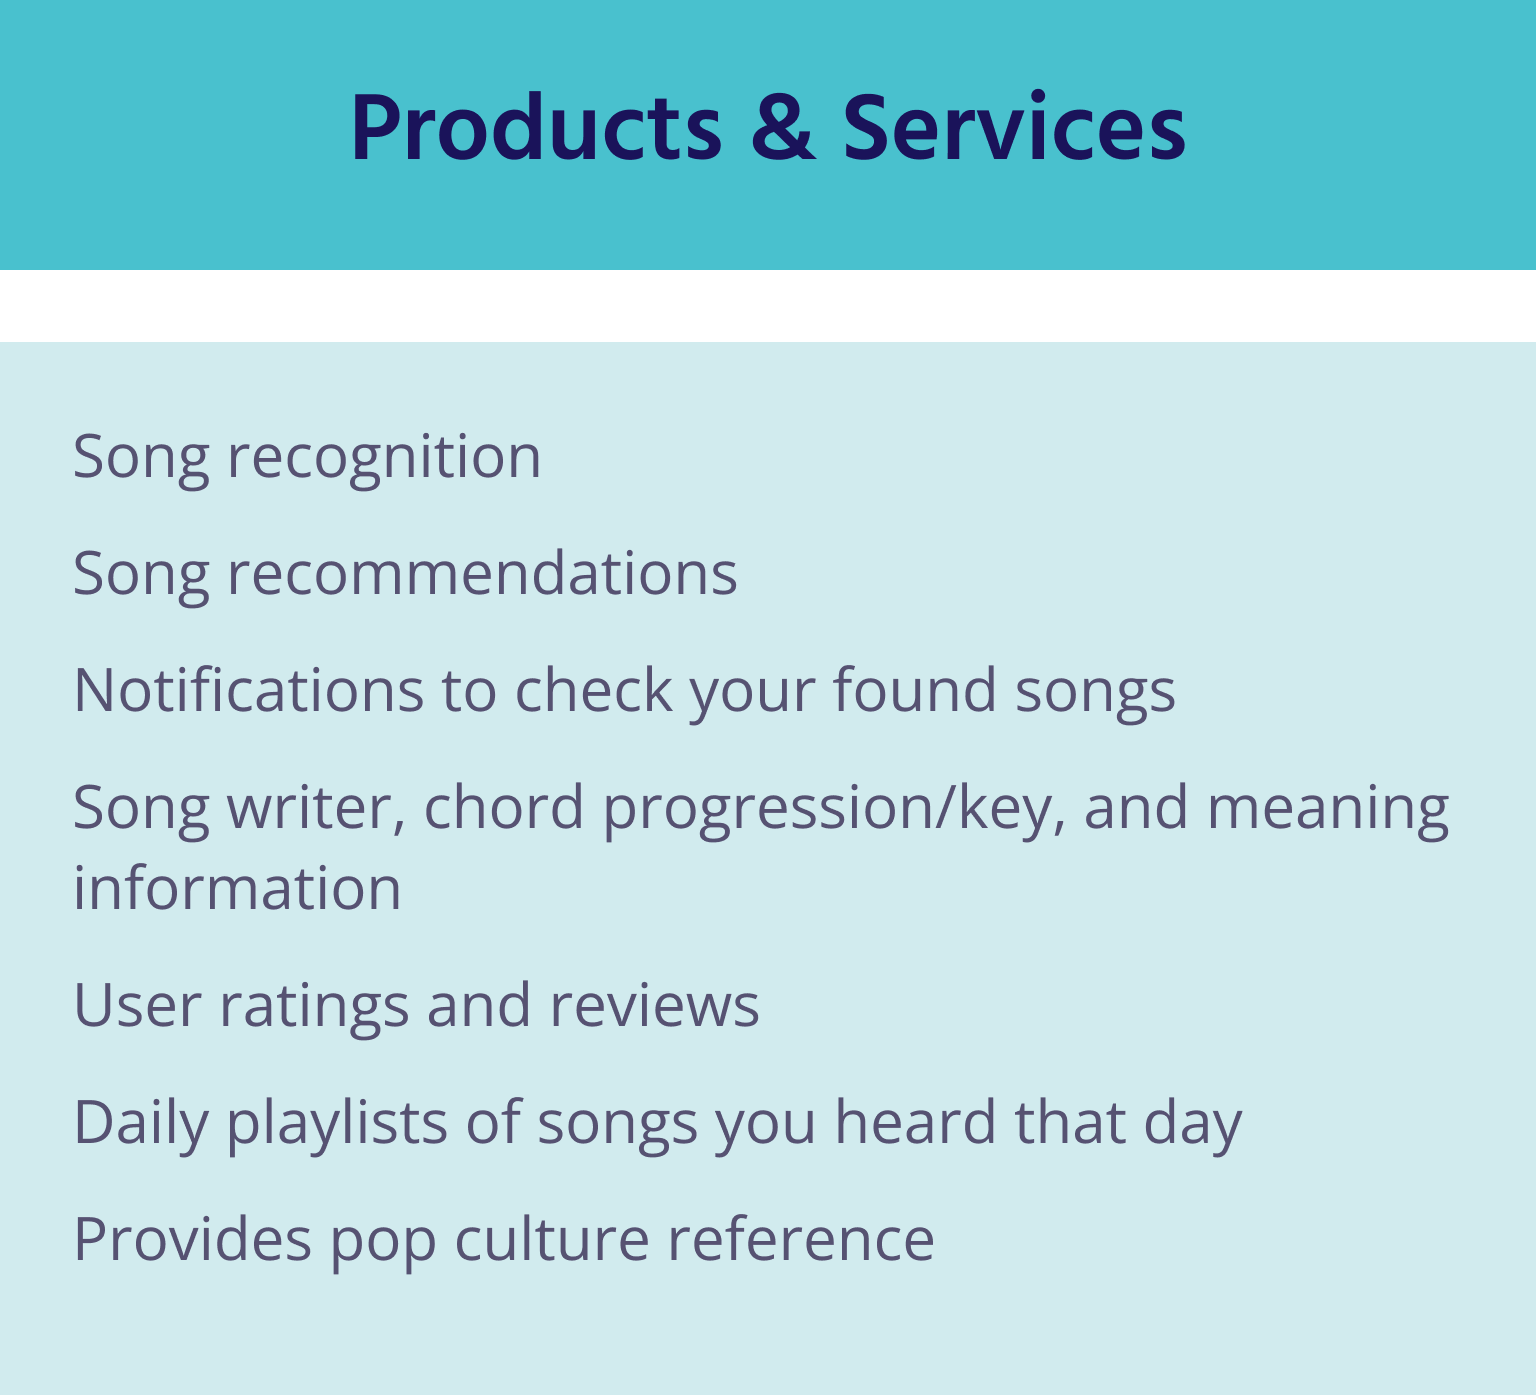 Products & Services
Song recognition
Song recommendations
Notifications to check your found songs
Song writer, chord progression/key, and meaning
information
User ratings and reviews
Daily playlists of songs you heard that day
Provides pop culture reference